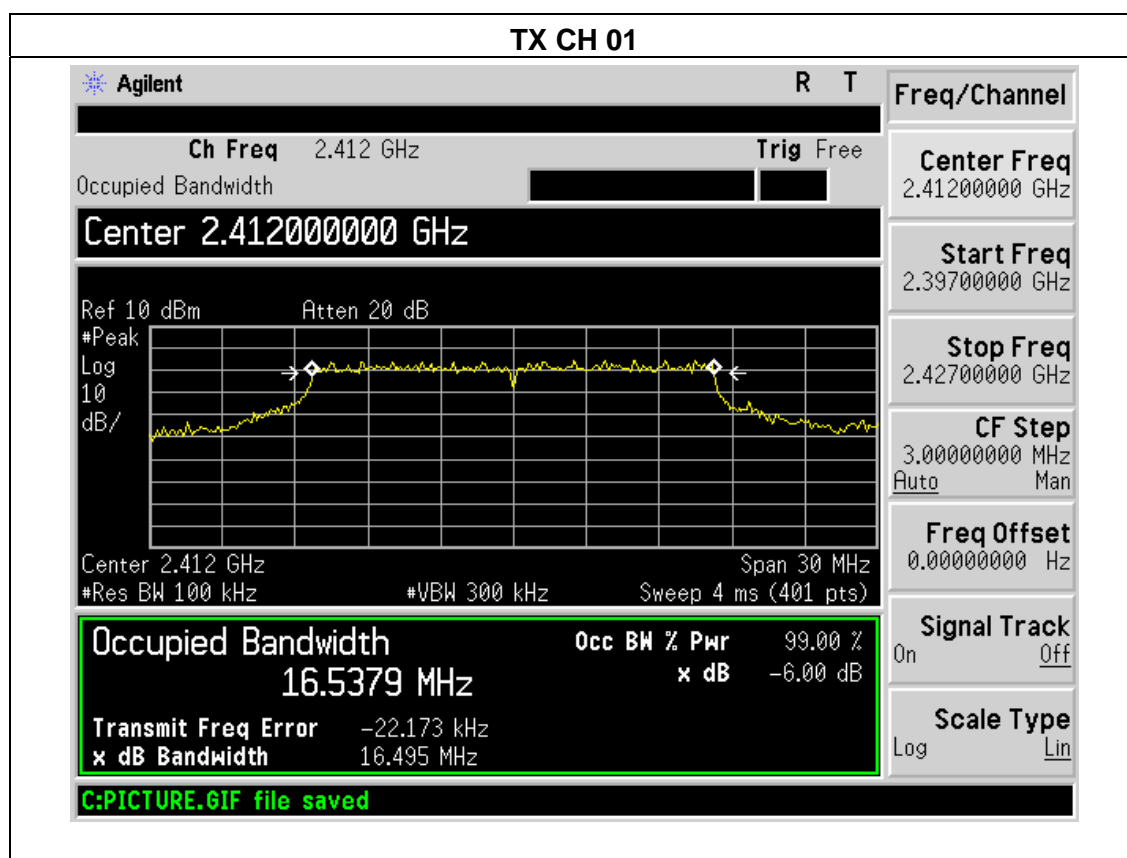 TX CH 01
Agilent R T
Ch Freq 2.412 GHz Trig Free
Occupied Bandwidth
Center 2.412000000 GHz
Ref 10 dBm Atten 20 dB
#Peak
Log
10
dB/
Center 2.412 GHz Span 30 MHz
#Res BW 100 kHz #VBW 300 kHz Sweep 4 ms (401 pts)
Occupied Bandwidth Occ BW % Pwr 99.00 %
16.5379 MHz x dB -6.00 dB
Transmit Freq Error -22.173 kHz
x dB Bandwidth 16.495 MHz
C:PICTURE.GIF file saved
Freq/Channel
Center Freq
2.41200000 GHz
Start Freq
2.39700000 GHz
Stop Freq
2.42700000 GHz
CF Step
3.00000000 MHz
Auto Man
Freq Offset
0.00000000 Hz
Signal Track
On Off
Scale Type
Log Lin